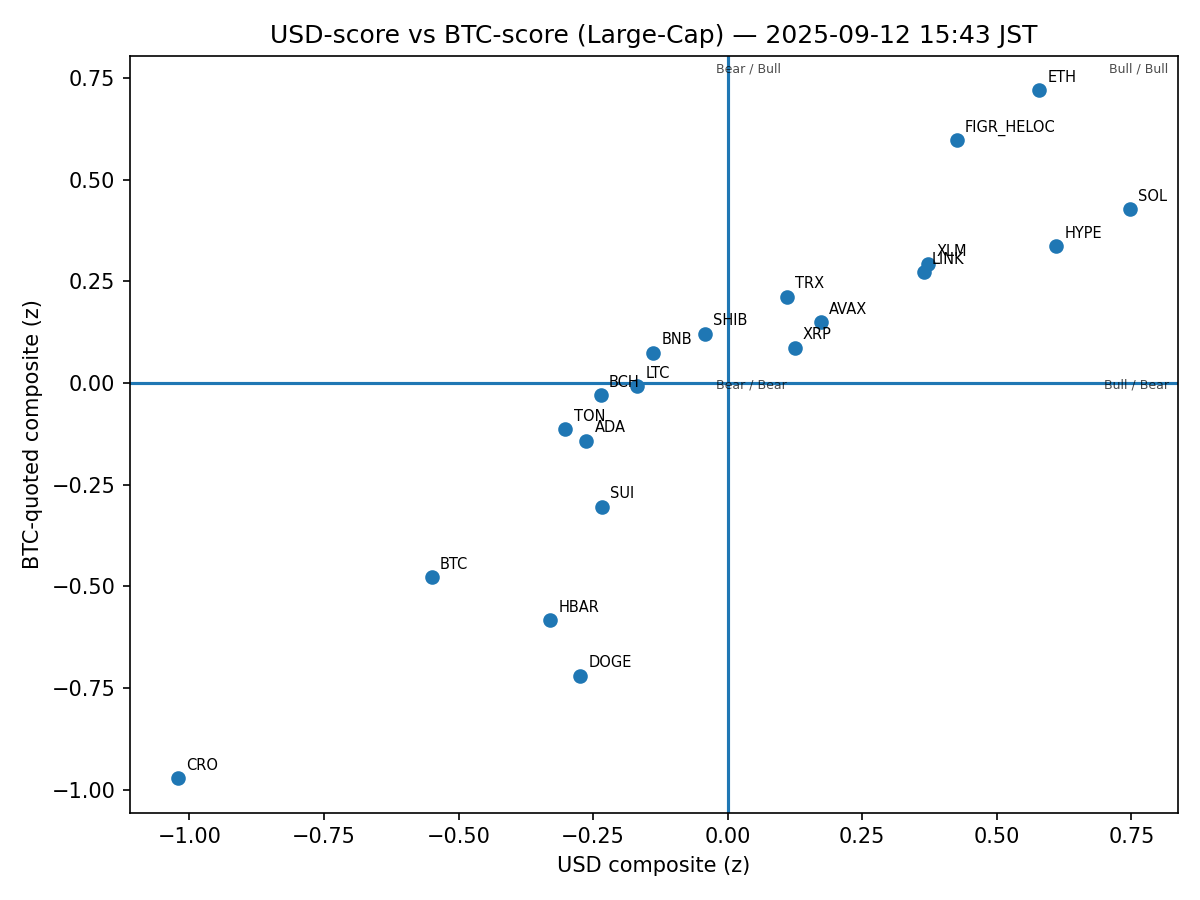 USD-score vs BTC-score (Large-Cap) — 2025-09-12 15:43 JST
Bear / Bull
Bull / Bull
ETH
FIGR_HELOC
SOL
HYPE
XLM
LINK
TRX
AVAX
SHIB
XRP
BNB
LTC
BCH
Bear / Bear
Bull / Bear
TON
ADA
SUI
BTC
HBAR
DOGE
CRO
0.75
0.50
0.25
0.00
−0.25
−0.50
−0.75
−1.00
BTC-quoted composite (z)
−1.00
−0.75
−0.50
−0.25
0.00
0.25
0.50
0.75
USD composite (z)